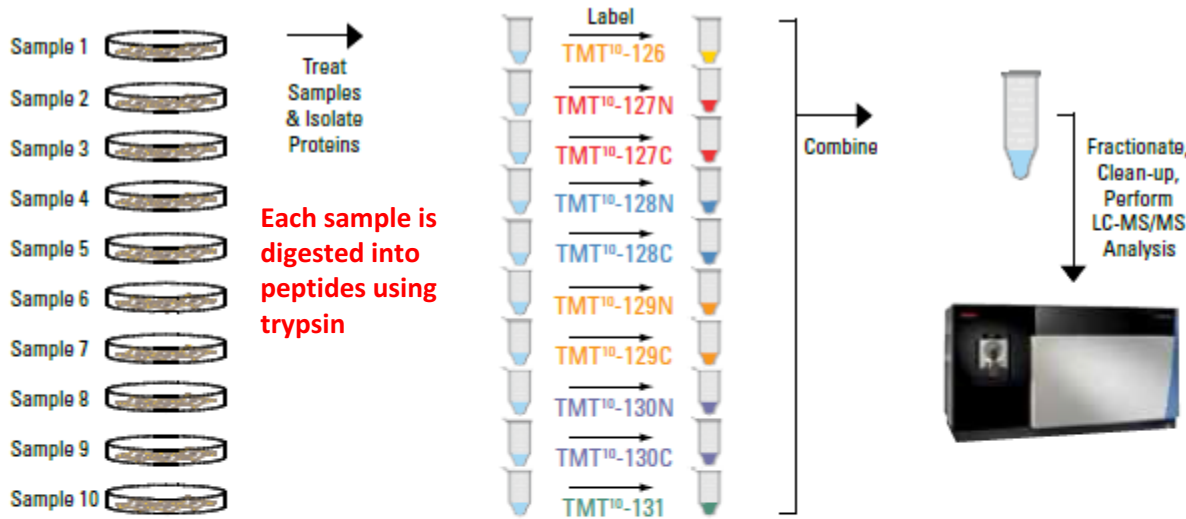 Sample 1
Sample 2
Sample 3
Sample 4
Sample 5
Sample 6
Sample 7
Sample 8
Sample 9
Sample 10
Treat
Samples
& Isolate
Proteins
Each sample is
digested into
peptides using
trypsin
Label
TMT¹⁰-126
TMT¹⁰-127N
TMT¹⁰-127C
TMT¹⁰-128N
TMT¹⁰-128C
TMT¹⁰-129N
TMT¹⁰-129C
TMT¹⁰-130N
TMT¹⁰-130C
TMT¹⁰-131
Combine
Fractionate,
Clean-up,
Perform
LC-MS/MS
Analysis